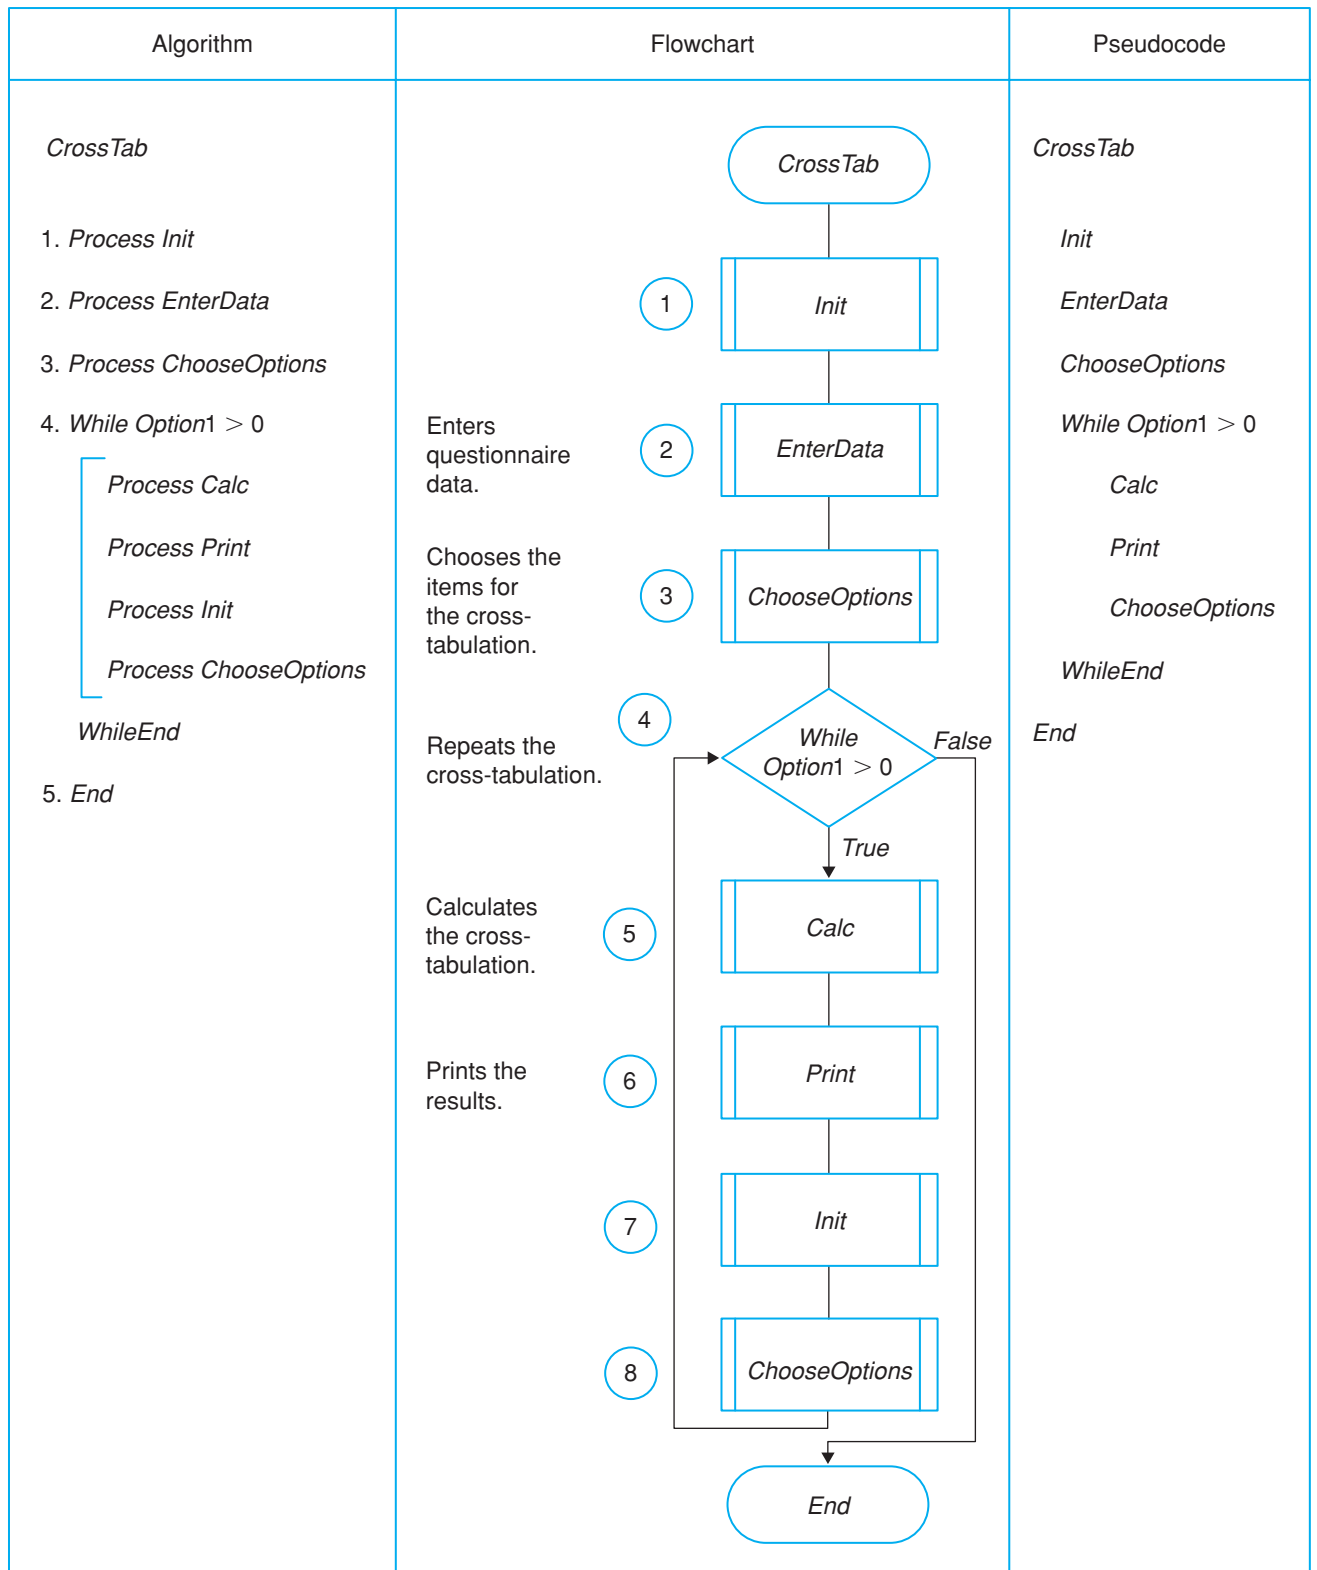 Algorithm
Flowchart
Pseudocode
CrossTab
1. Process Init
2. Process EnterData
3. Process ChooseOptions
4. While Option1 > 0
Process Calc
Process Print
Process Init
Process ChooseOptions
WhileEnd
5. End
CrossTab
1
Init
Enters
questionnaire
data.
2
EnterData
Chooses the
items for
the cross-
tabulation.
3
ChooseOptions
Repeats the
cross-tabulation.
4
While
Option1 > 0
False
True
Calculates
the cross-
tabulation.
5
Calc
Prints the
results.
6
Print
7
Init
8
ChooseOptions
End
CrossTab
Init
EnterData
ChooseOptions
While Option1 > 0
Calc
Print
ChooseOptions
WhileEnd
End